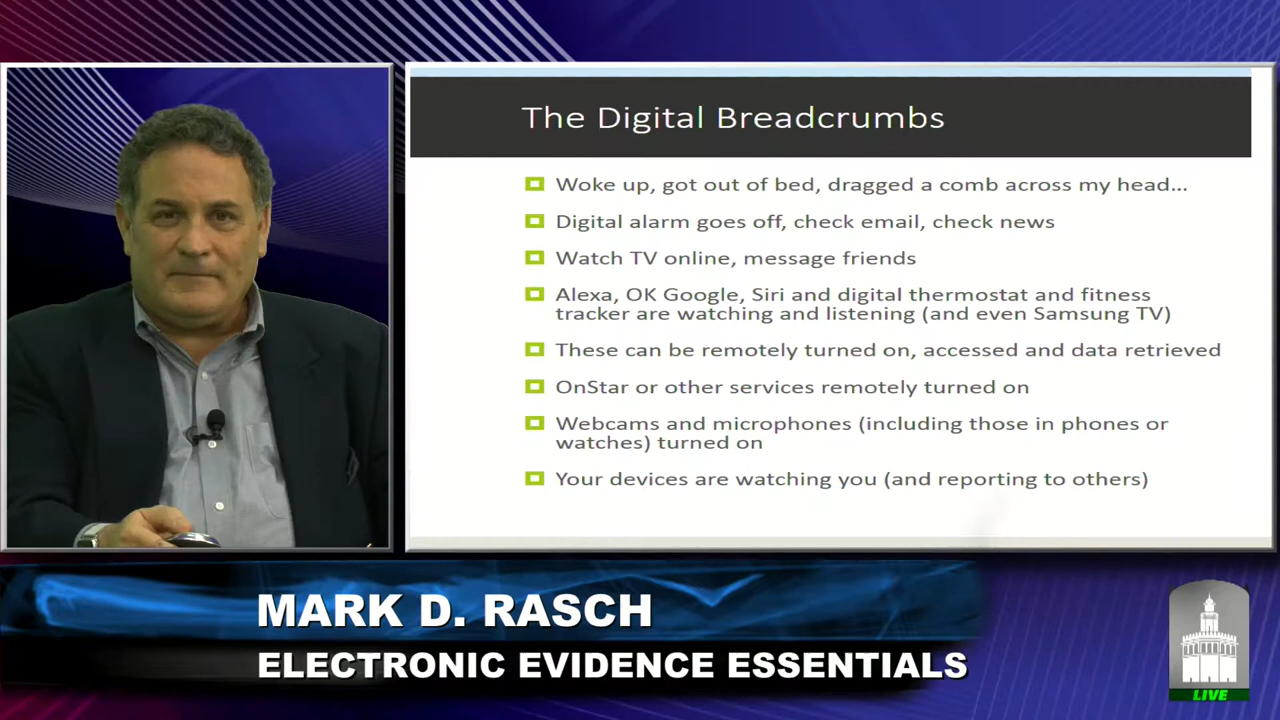 The Digital Breadcrumbs
Woke up, got out of bed, dragged a comb across my head...
Digital alarm goes off, check email, check news
Watch TV online, message friends
Alexa, OK Google, Siri and digital thermostat and fitness
tracker are watching and listening (and even Samsung TV)
These can be remotely turned on, accessed and data retrieved
OnStar or other services remotely turned on
Webcams and microphones (including those in phones or
watches) turned on
Your devices are watching you (and reporting to others)
MARK D. RASCH
ELECTRONIC EVIDENCE ESSENTIALS
LIVE